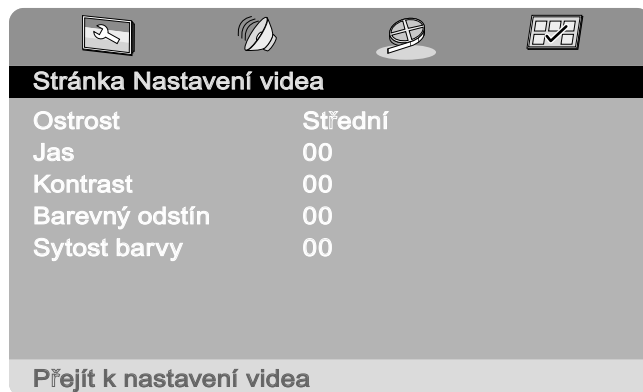 Stránka Nastavení videa
Ostrost Střední
Jas 00
Kontrast 00
Barevný odstín 00
Sytost barvy 00
Přejít k nastavení videa